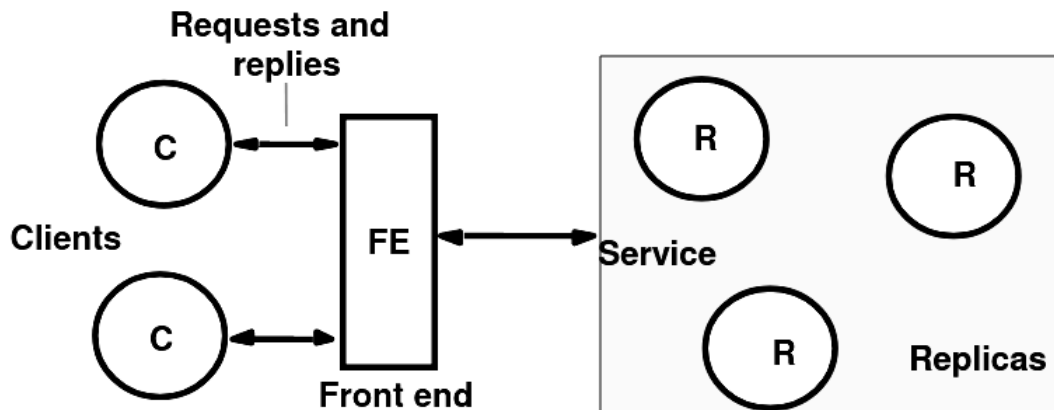 Requests and
replies
C
R
R
Clients
FE
Service
C
R
Replicas
Front end